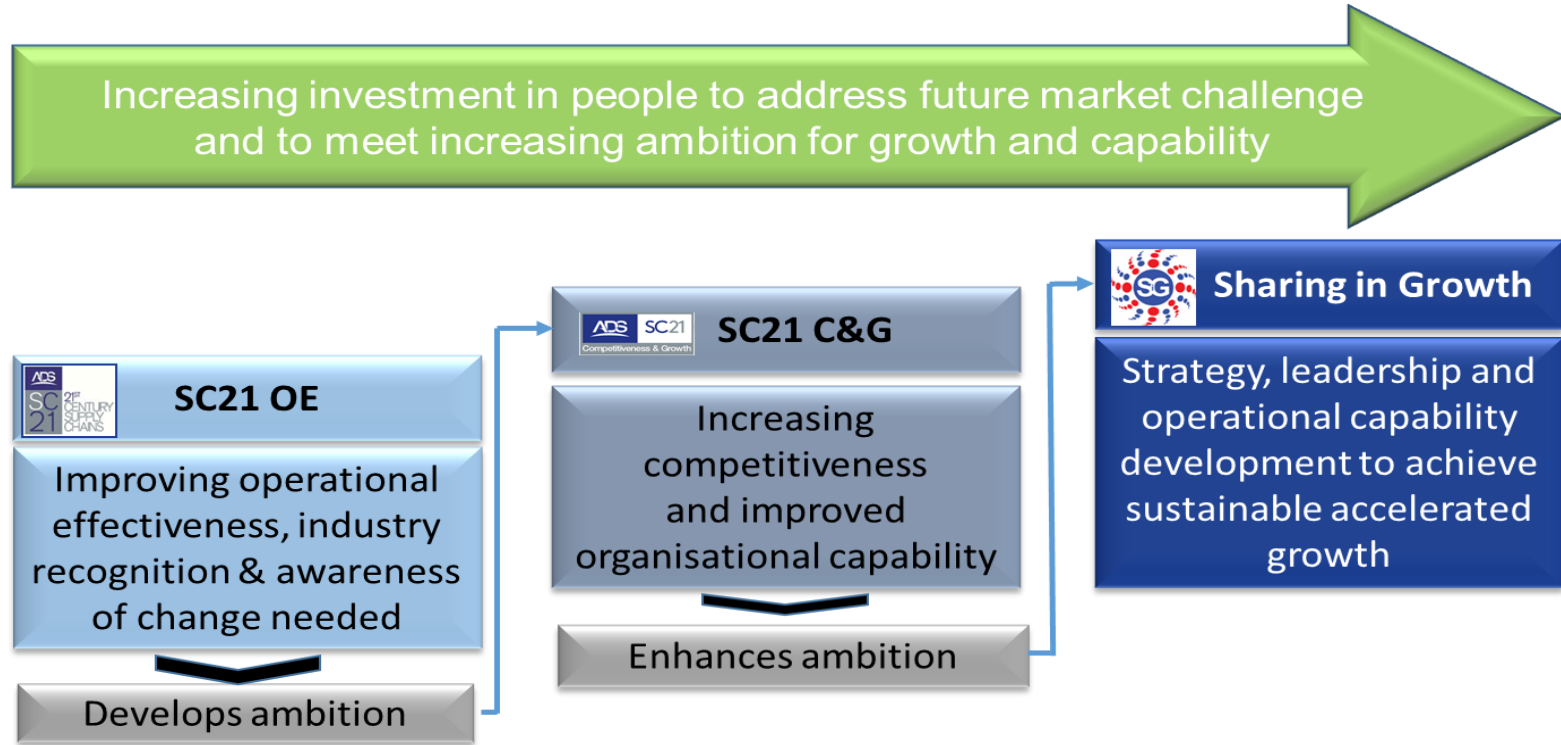 Increasing investment in people to address future market challenge
and to meet increasing ambition for growth and capability
ADS
SC
21
21ST
CENTURY
SUPPLY
CHAINS
SC21 OE
Improving operational
effectiveness, industry
recognition & awareness
of change needed
Develops ambition
ADS SC21
Competitiveness & Growth
SC21 C&G
Increasing
competitiveness
and improved
organisational capability
Enhances ambition
SG
Sharing in Growth
Strategy, leadership and
operational capability
development to achieve
sustainable accelerated
growth